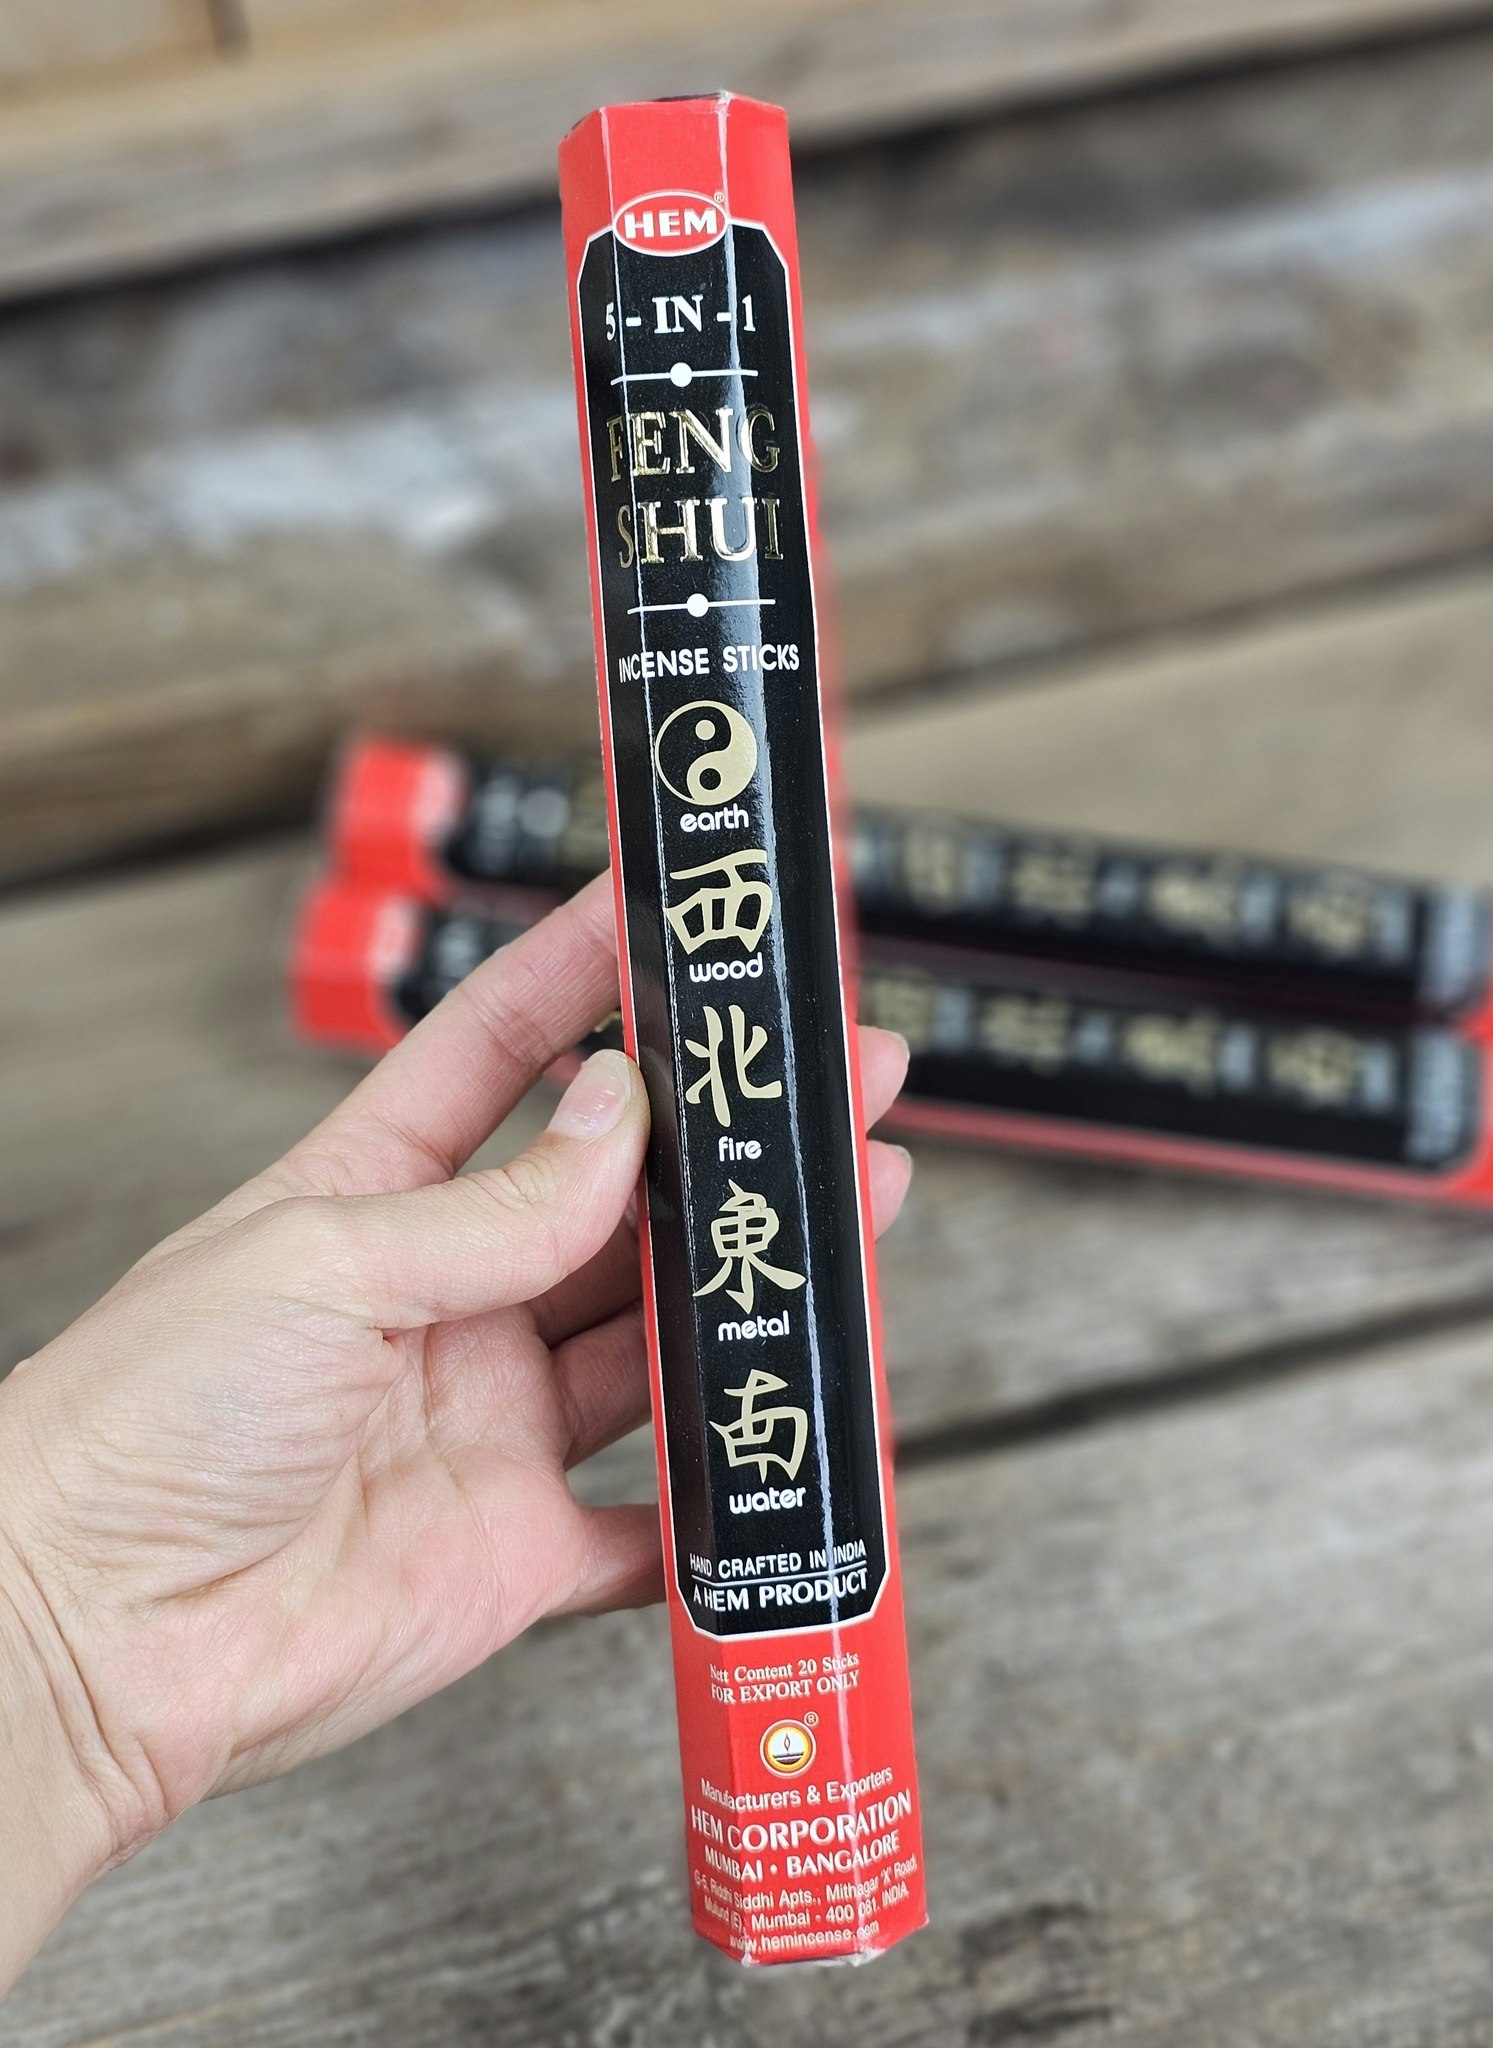 HEM®
5-IN-1
FENG
SHUI
INCENSE STICKS
earth
西
wood
北
fire
東
metal
南
water
HAND CRAFTED IN INDIA
A HEM PRODUCT
Nett Content 20 Sticks
FOR EXPORT ONLY
®
Manufacturers & Exporters
HEM CORPORATION
MUMBAI • BANGALORE
G-5, Riddhi Siddhi Apts., Mithagar 'X' Road,
Mulund (E), Mumbai - 400 081. INDIA
www.hemincense.com